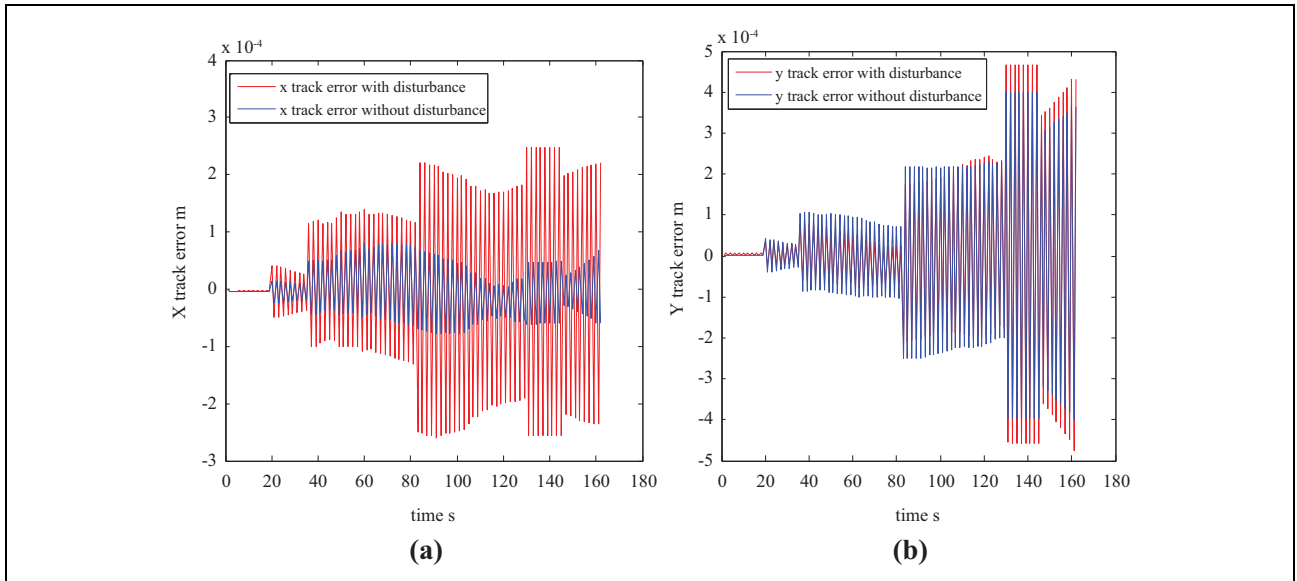 x 10-4
4
3
2
1
0
-1
-2
-3
X track error m
x track error with disturbance
x track error without disturbance
0 20 40 60 80 100 120 140 160 180
time s
(a)
x 10-4
5
4
3
2
1
0
-1
-2
-3
-4
-5
Y track error m
y track error with disturbance
y track error without disturbance
0 20 40 60 80 100 120 140 160 180
time s
(b)